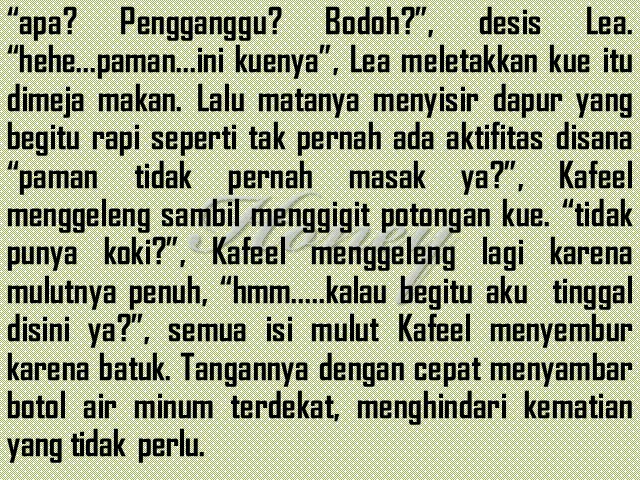 “apa? Pengganggu? Bodoh?”, desis Lea.
“hehe...paman...ini kuenya”, Lea meletakkan kue itu
dimeja makan. Lalu matanya menyisir dapur yang
begitu rapi seperti tak pernah ada aktifitas disana
“paman tidak pernah masak ya?”, Kafeel
menggeleng sambil menggigit potongan kue. “tidak
punya koki?”, Kafeel menggeleng lagi karena
mulutnya penuh, “hmm.....kalau begitu aku tinggal
disini ya?”, semua isi mulut Kafeel menyembur
karena batuk. Tangannya dengan cepat menyambar
botol air minum terdekat, menghindari kematian
yang tidak perlu.
Honey